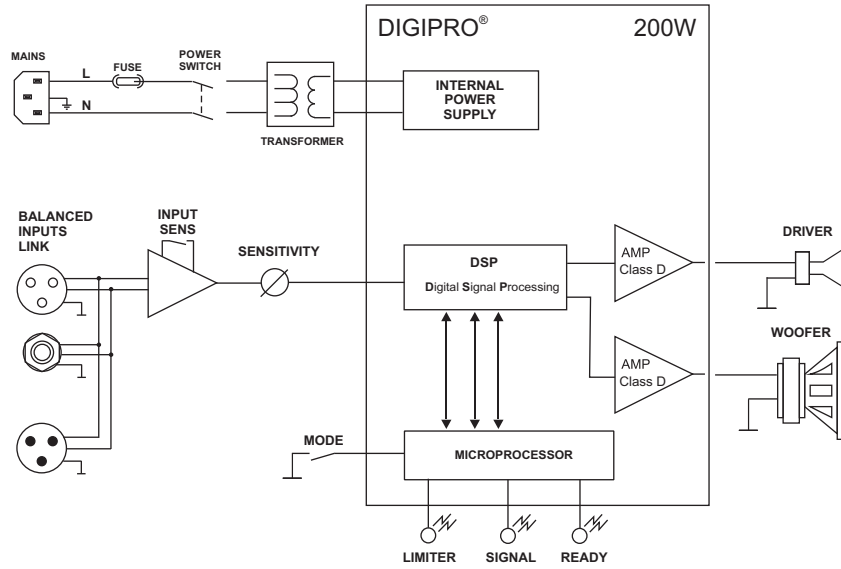 DIGIPRO® 200W
MAINS
L
FUSE
POWER
SWITCH
N
TRANSFORMER
INTERNAL
POWER
SUPPLY
BALANCED
INPUTS
LINK
INPUT
SENS
SENSITIVITY
DSP
Digital Signal Processing
AMP
Class D
DRIVER
AMP
Class D
WOOFER
MODE
MICROPROCESSOR
LIMITER SIGNAL READY